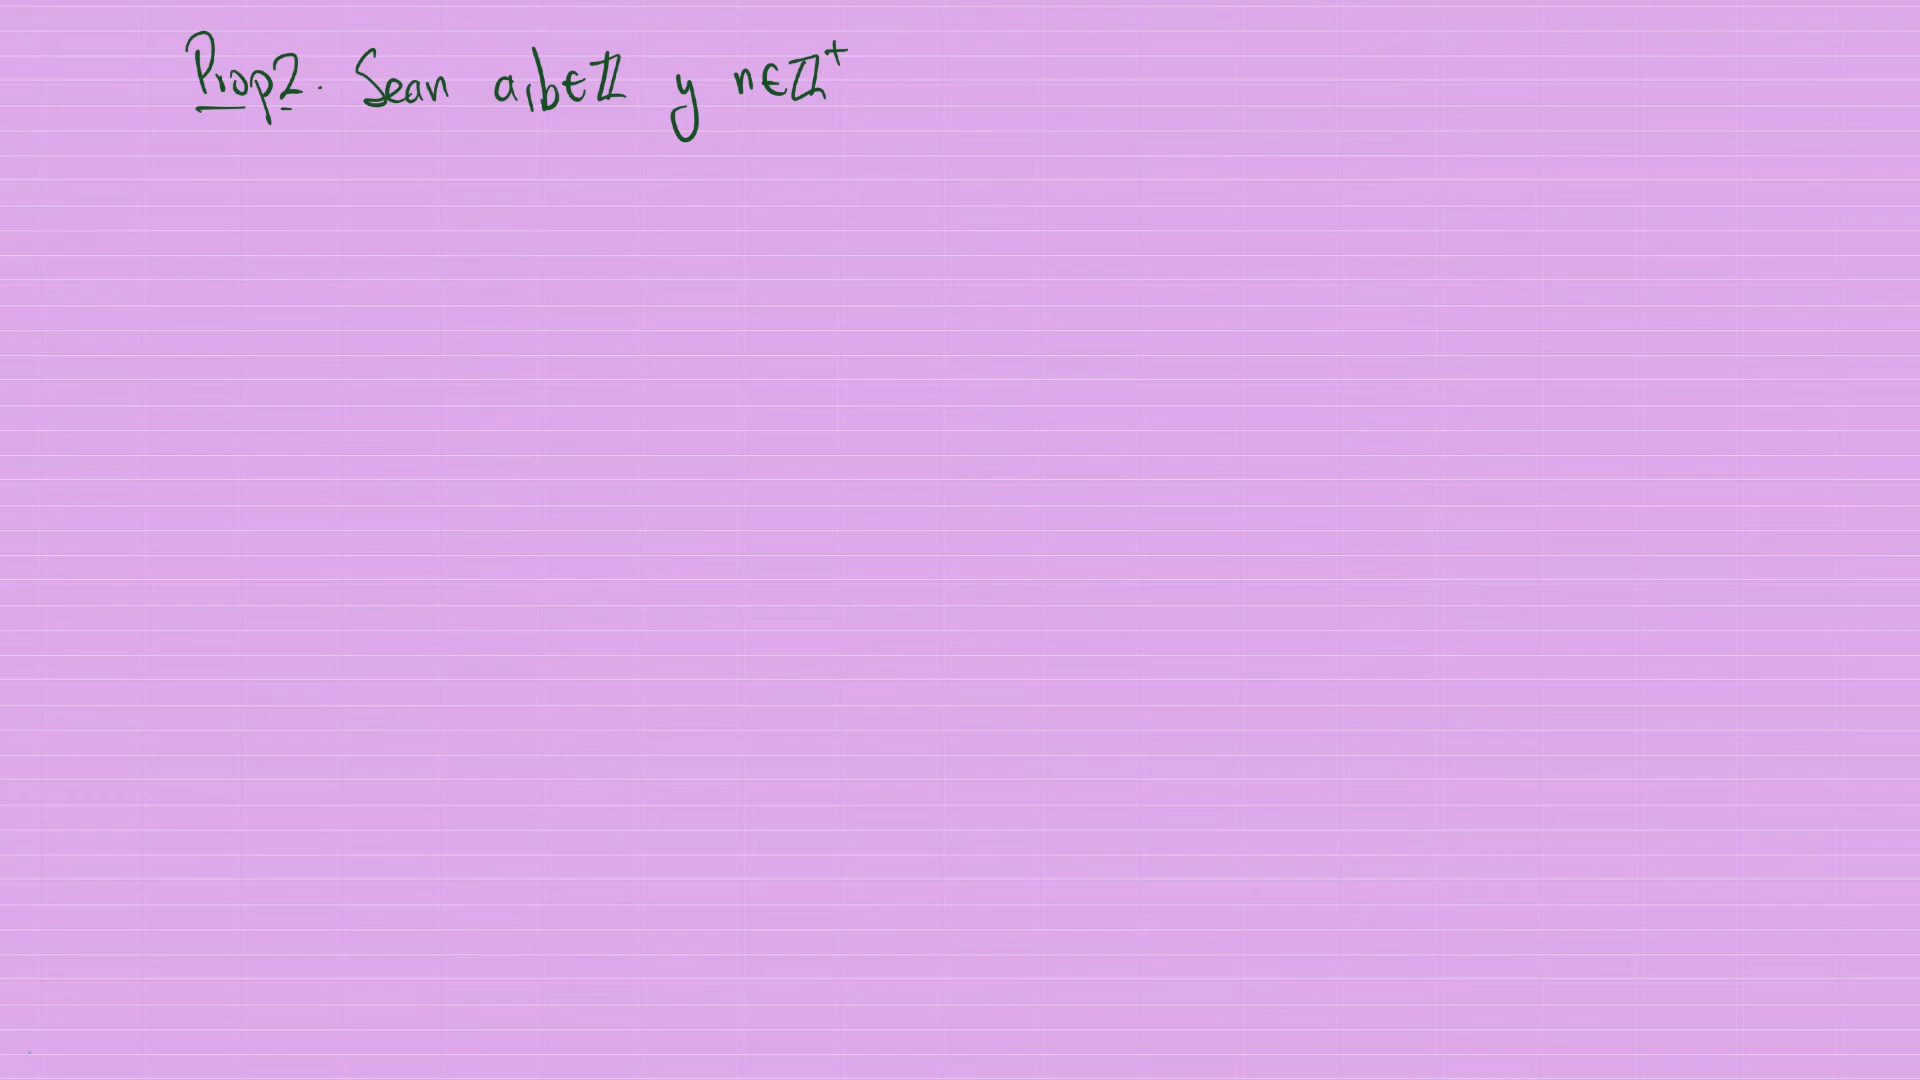 Prop2. Sean a,b∈ℤ y n∈ℤ⁺